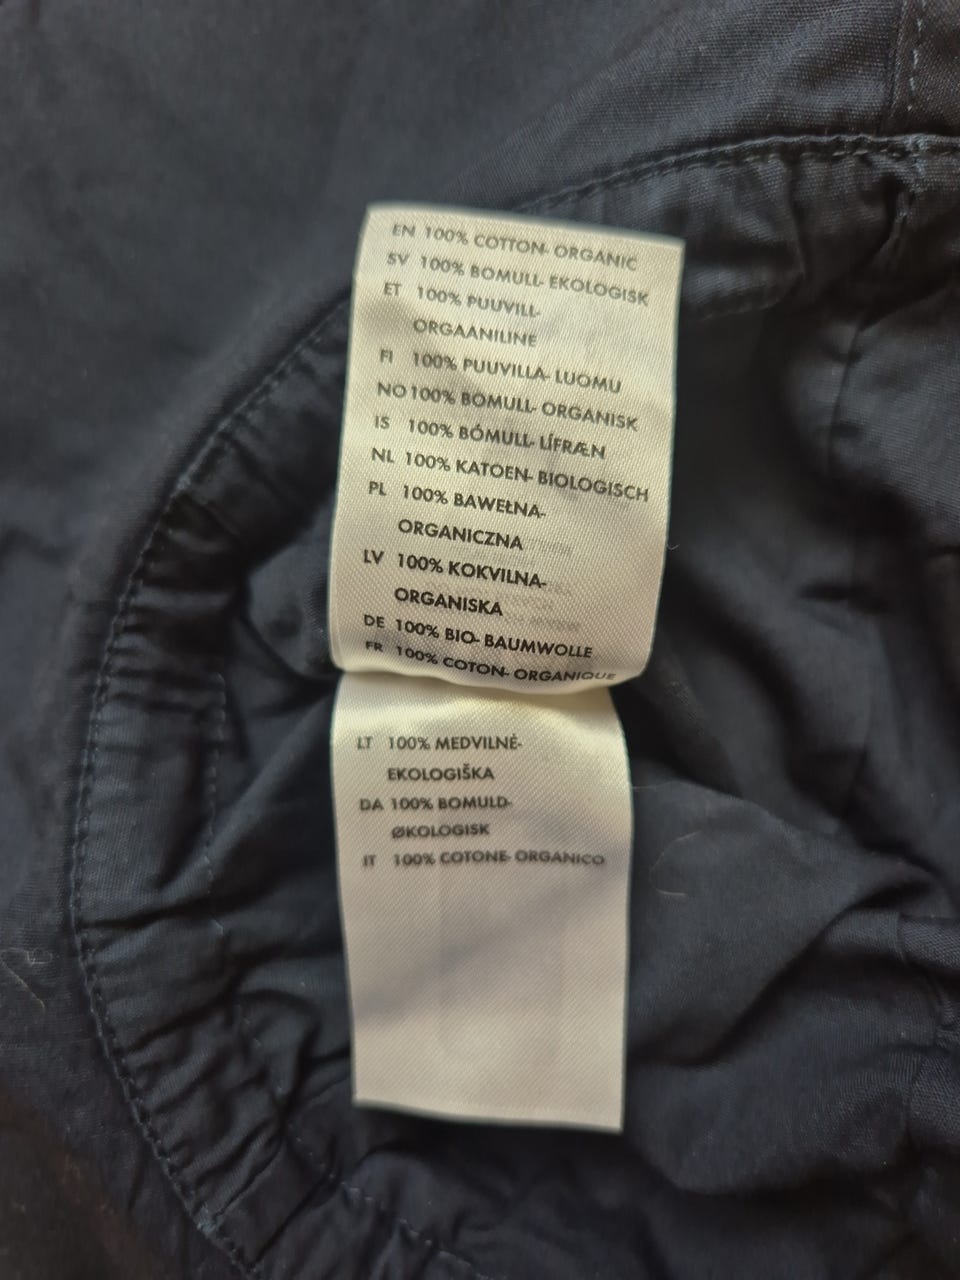 EN 100% COTTON- ORGANIC
SV 100% BOMULL- EKOLOGISK
ET 100% PUUVILL-
ORGAANILINE
FI 100% PUUVILLA- LUOMU
NO 100% BOMULL- ORGANISK
IS 100% BÓMULL- LÍFRÆN
NL 100% KATOEN- BIOLOGISCH
PL 100% BAWEŁNA-
ORGANICZNA
LV 100% KOKVILNA-
ORGANISKA
DE 100% BIO- BAUMWOLLE
FR 100% COTON- ORGANIQUE
LT 100% MEDVILNĖ-
EKOLOGIŠKA
DA 100% BOMULD-
ØKOLOGISK
IT 100% COTONE- ORGANICO